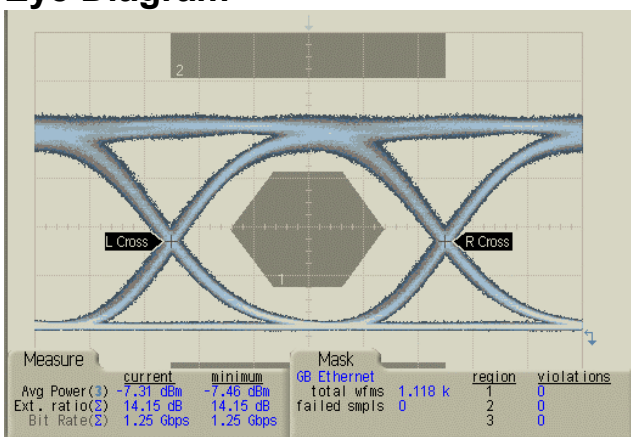 Eye Diagram
2
L Cross
R Cross
1
Measure
current minimum
Avg Power(3) -7.31 dBm -7.46 dBm
Ext. ratio(Σ) 14.15 dB 14.15 dB
Bit Rate(Σ) 1.25 Gbps 1.25 Gbps
Mask
GB Ethernet region violations
total wfms 1.118 k 1 0
failed smpls 0 2 0
3 0